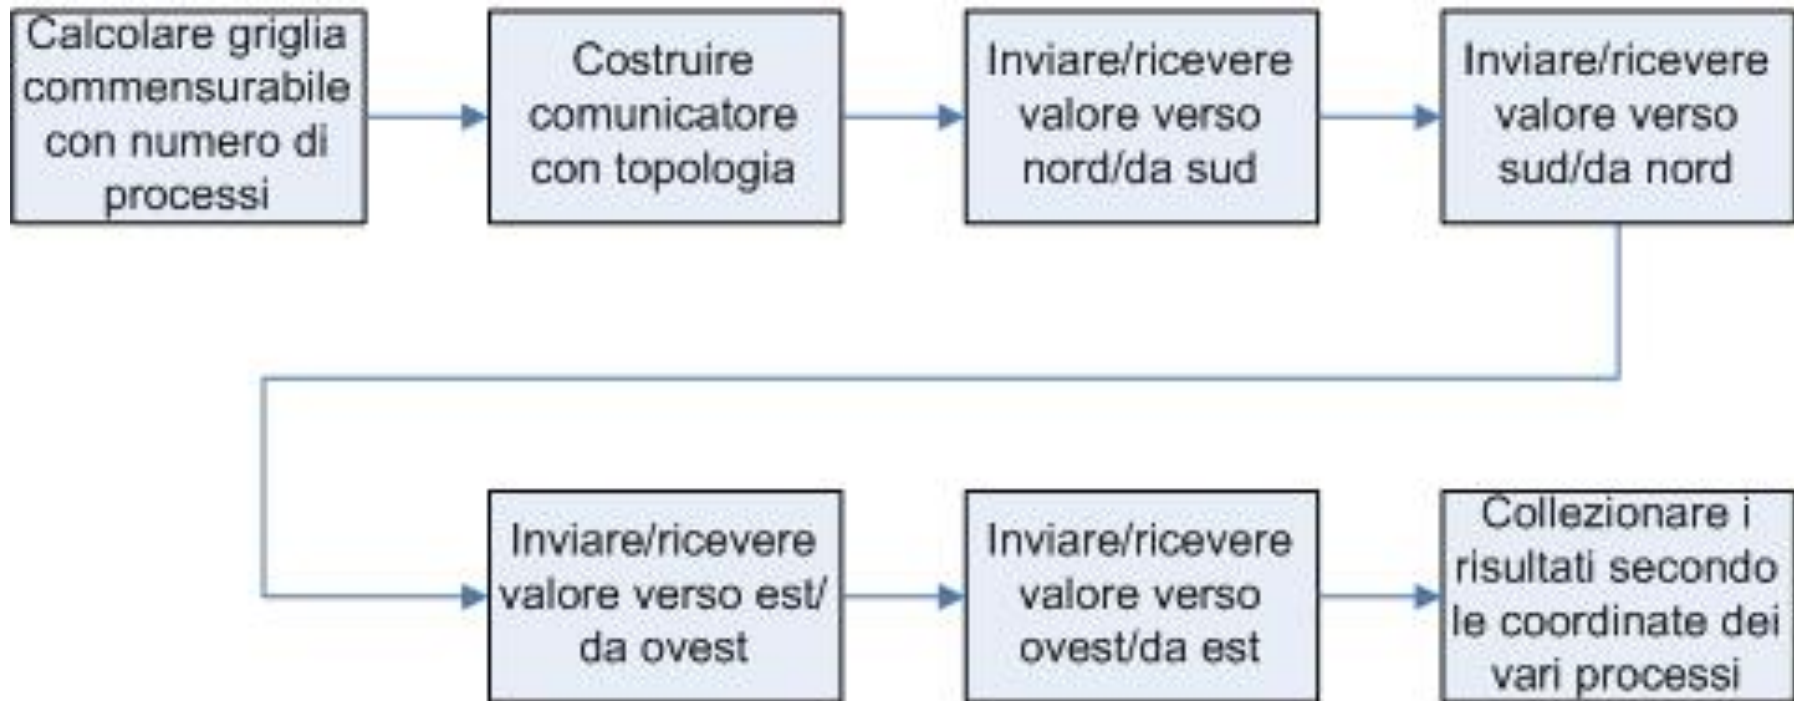 Calcolare griglia
commensurabile
con numero di
processi
Costruire
comunicatore
con topologia
Inviare/ricevere
valore verso
nord/da sud
Inviare/ricevere
valore verso
sud/da nord
Inviare/ricevere
valore verso est/
da ovest
Inviare/ricevere
valore verso
ovest/da est
Collezionare i
risultati secondo
le coordinate dei
vari processi